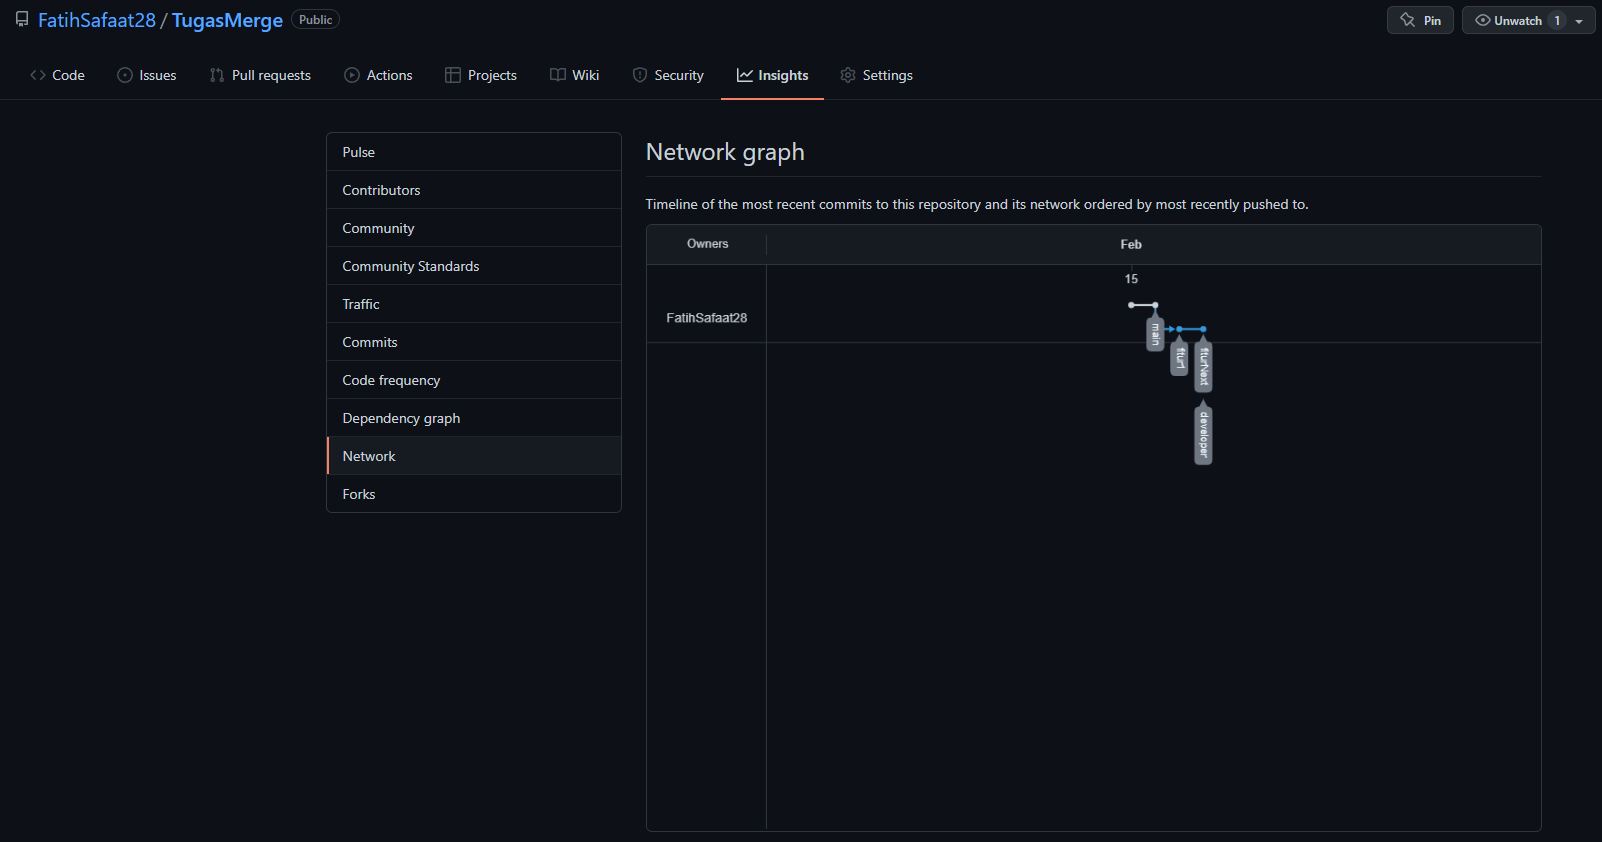 FatihSafaat28 / TugasMerge Public
Pin
Unwatch 1
Code Issues Pull requests Actions Projects Wiki Security Insights Settings
Pulse
Contributors
Community
Community Standards
Traffic
Commits
Code frequency
Dependency graph
Network
Forks
Network graph
Timeline of the most recent commits to this repository and its network ordered by most recently pushed to.
Owners
Feb
15
FatihSafaat28
main
developer